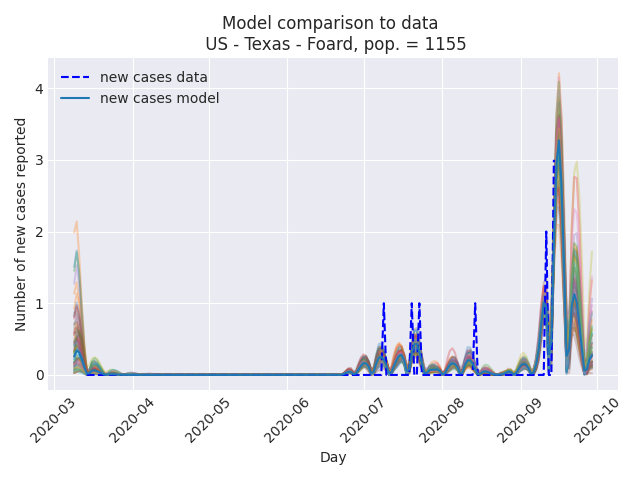 Model comparison to data
US - Texas - Foard, pop. = 1155
new cases data
new cases model
Number of new cases reported
4
3
2
1
0
2020-03
2020-04
2020-05
2020-06
2020-07
2020-08
2020-09
2020-10
Day